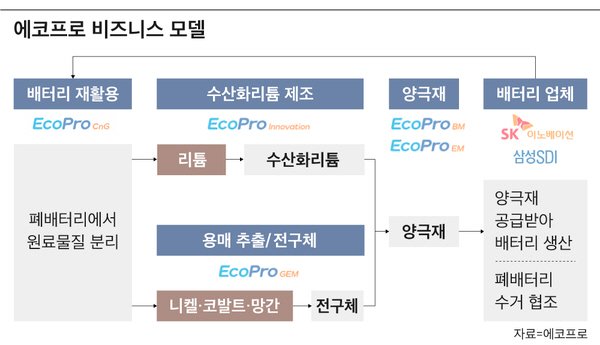 에코프로 비즈니스 모델
배터리 재활용
수산화리튬 제조
양극재
배터리 업체
EcoPro CnG
EcoPro Innovation
EcoPro BM
EcoPro EM
SK 이노베이션
삼성SDI
리튬
수산화리튬
폐배터리에서
원료물질 분리
용매 추출/전구체
EcoPro GEM
니켈·코발트·망간
전구체
양극재
양극재
공급받아
배터리 생산
폐배터리
수거 협조
자료=에코프로